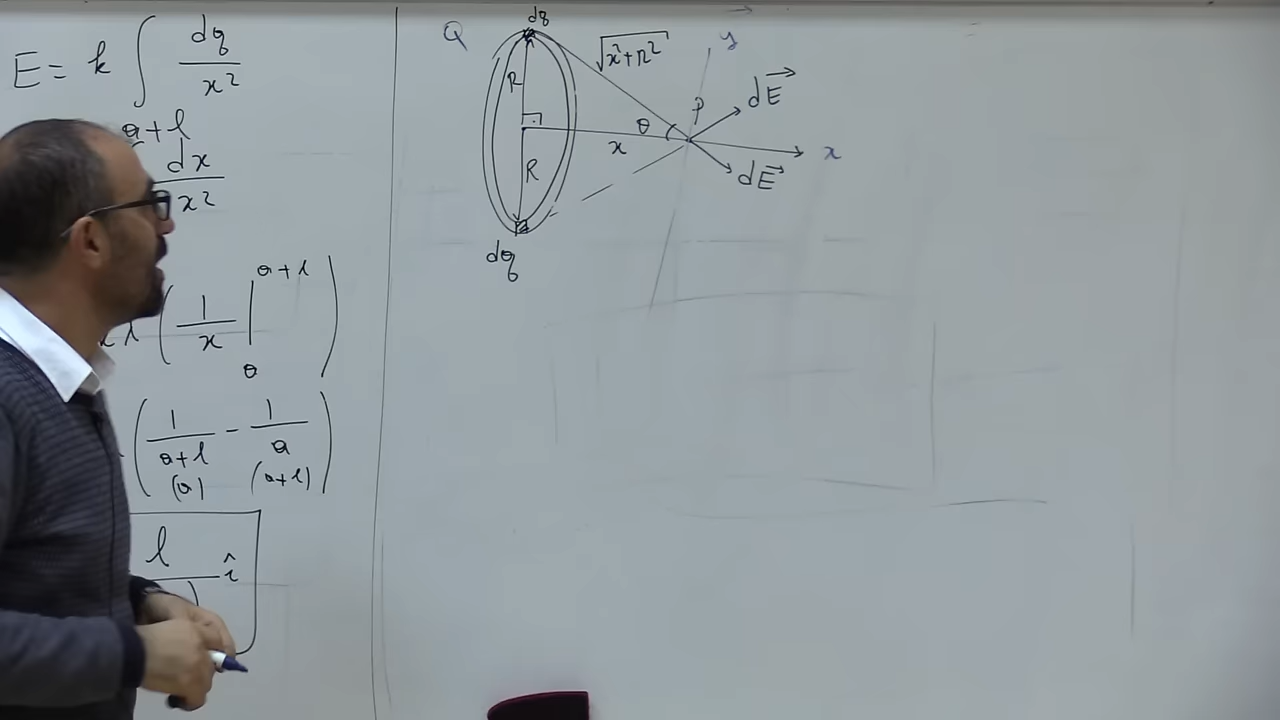 E = k ∫ dq / x²
a+l
dx / x²
λ ( 1/x | a+l
a )
( 1/(a+l) - 1/a )
(a) (a+l)
l
î
Q
dq
√x²+R²
R
R
dq
θ
x
P
y
x
dE⃗
dE⃗